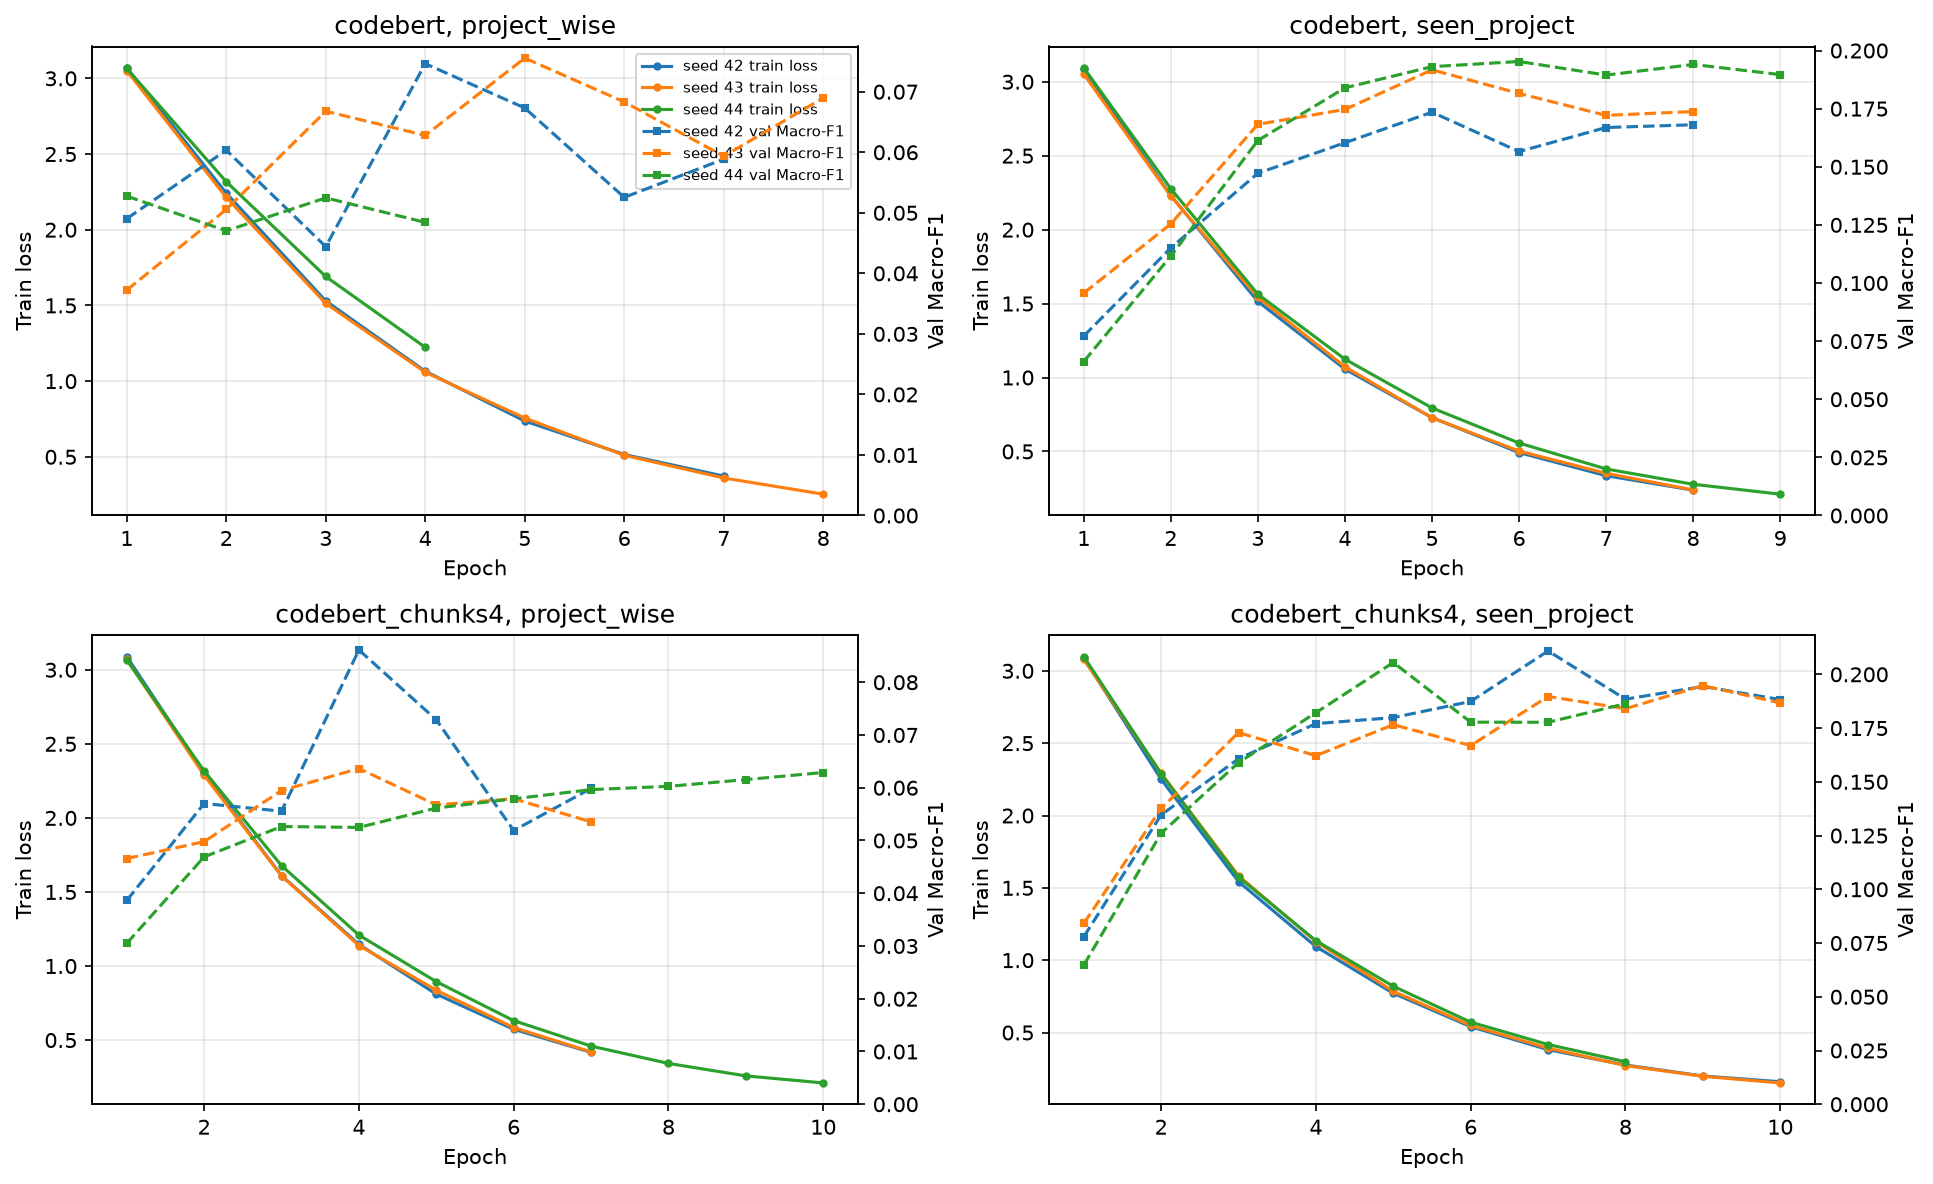 codebert, project_wise
seed 42 train loss
seed 43 train loss
seed 44 train loss
seed 42 val Macro-F1
seed 43 val Macro-F1
seed 44 val Macro-F1
3.0
2.5
2.0
1.5
1.0
0.5
Train loss
0.07
0.06
0.05
0.04
0.03
0.02
0.01
0.00
Val Macro-F1
1 2 3 4 5 6 7 8
Epoch
codebert, seen_project
3.0
2.5
2.0
1.5
1.0
0.5
Train loss
0.200
0.175
0.150
0.125
0.100
0.075
0.050
0.025
0.000
Val Macro-F1
1 2 3 4 5 6 7 8 9
Epoch
codebert_chunks4, project_wise
3.0
2.5
2.0
1.5
1.0
0.5
Train loss
0.08
0.07
0.06
0.05
0.04
0.03
0.02
0.01
0.00
Val Macro-F1
2 4 6 8 10
Epoch
codebert_chunks4, seen_project
3.0
2.5
2.0
1.5
1.0
0.5
Train loss
0.200
0.175
0.150
0.125
0.100
0.075
0.050
0.025
0.000
Val Macro-F1
2 4 6 8 10
Epoch